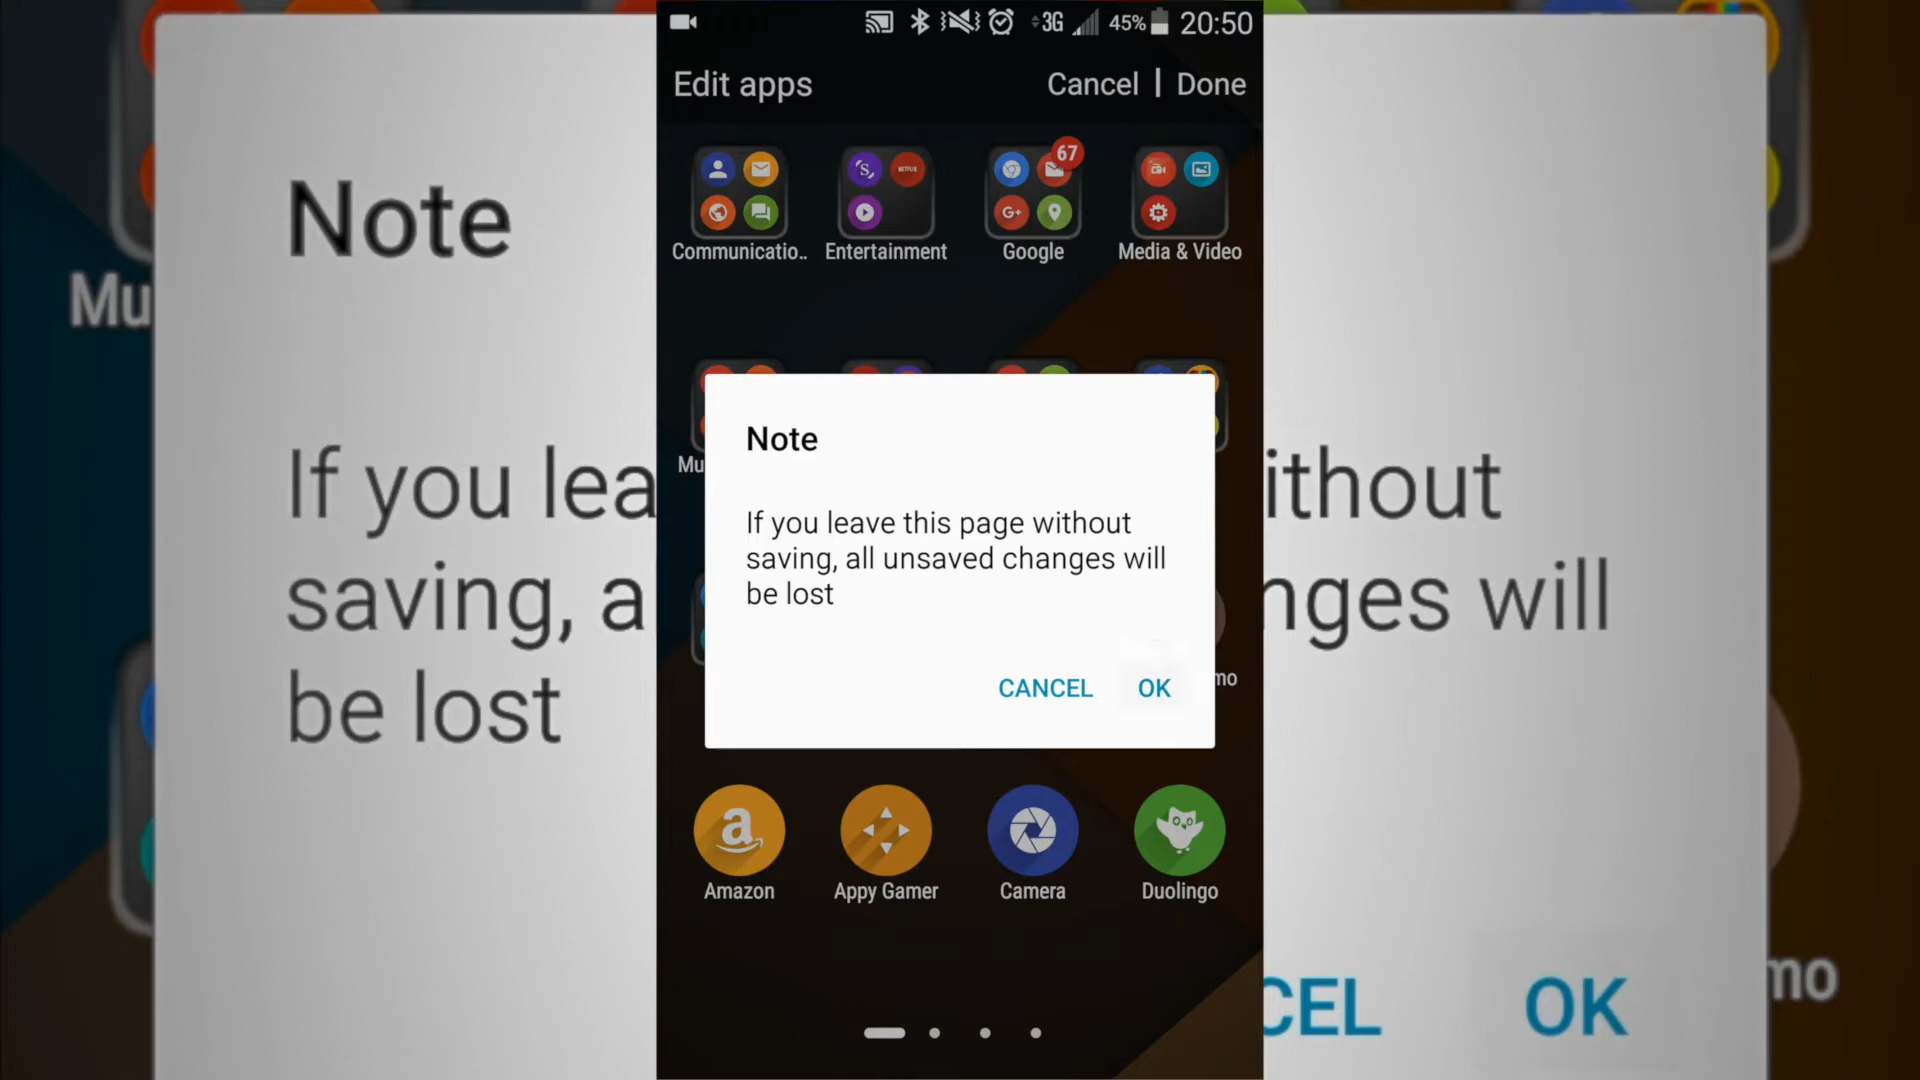 3G 45% 20:50
Edit apps Cancel | Done
67
NETFLIX
G+
Communicatio.. Entertainment Google Media & Video
Mu
Note
If you leave this page without
saving, all unsaved changes will
be lost
CANCEL OK
mo
Amazon Appy Gamer Camera Duolingo
Mu
Note
If you lea ithout
saving, a nges will
be lost
CEL OK
mo